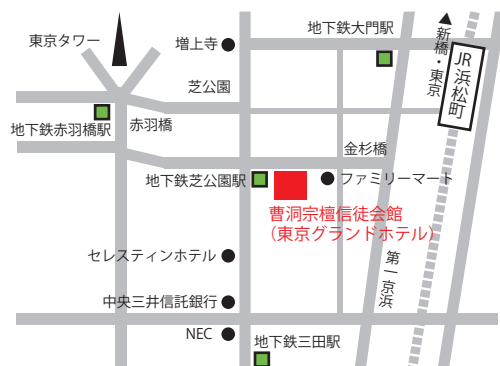 地下鉄大門駅
▲新橋・東京
東京タワー
増上寺
JR浜松町
芝公園
地下鉄赤羽橋駅
赤羽橋
金杉橋
地下鉄芝公園駅
ファミリーマート
曹洞宗檀信徒会館
（東京グランドホテル）
セレスティンホテル
第一京浜
中央三井信託銀行
NEC
地下鉄三田駅